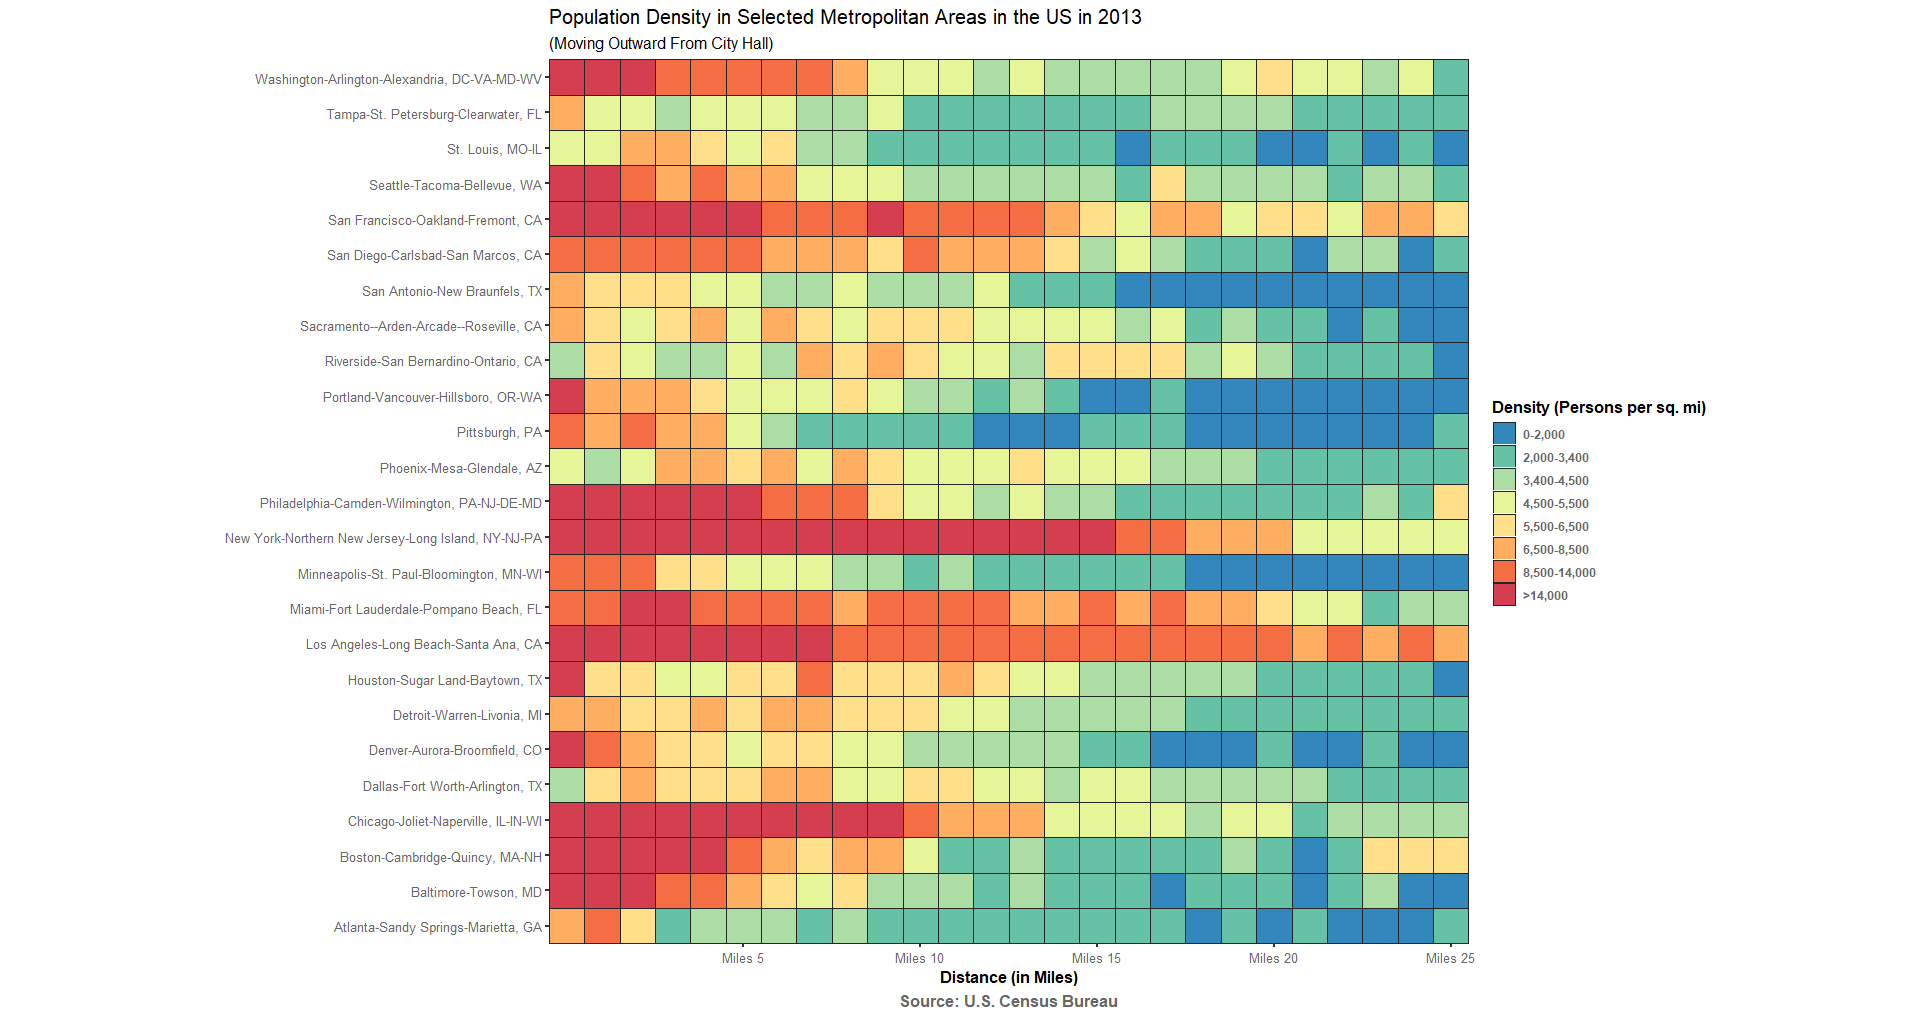 Population Density in Selected Metropolitan Areas in the US in 2013
(Moving Outward From City Hall)
Washington-Arlington-Alexandria, DC-VA-MD-WV
Tampa-St. Petersburg-Clearwater, FL
St. Louis, MO-IL
Seattle-Tacoma-Bellevue, WA
San Francisco-Oakland-Fremont, CA
San Diego-Carlsbad-San Marcos, CA
San Antonio-New Braunfels, TX
Sacramento--Arden-Arcade--Roseville, CA
Riverside-San Bernardino-Ontario, CA
Portland-Vancouver-Hillsboro, OR-WA
Pittsburgh, PA
Phoenix-Mesa-Glendale, AZ
Philadelphia-Camden-Wilmington, PA-NJ-DE-MD
New York-Northern New Jersey-Long Island, NY-NJ-PA
Minneapolis-St. Paul-Bloomington, MN-WI
Miami-Fort Lauderdale-Pompano Beach, FL
Los Angeles-Long Beach-Santa Ana, CA
Houston-Sugar Land-Baytown, TX
Detroit-Warren-Livonia, MI
Denver-Aurora-Broomfield, CO
Dallas-Fort Worth-Arlington, TX
Chicago-Joliet-Naperville, IL-IN-WI
Boston-Cambridge-Quincy, MA-NH
Baltimore-Towson, MD
Atlanta-Sandy Springs-Marietta, GA
Miles 5 Miles 10 Miles 15 Miles 20 Miles 25
Distance (in Miles)
Source: U.S. Census Bureau
Density (Persons per sq. mi)
0-2,000
2,000-3,400
3,400-4,500
4,500-5,500
5,500-6,500
6,500-8,500
8,500-14,000
>14,000